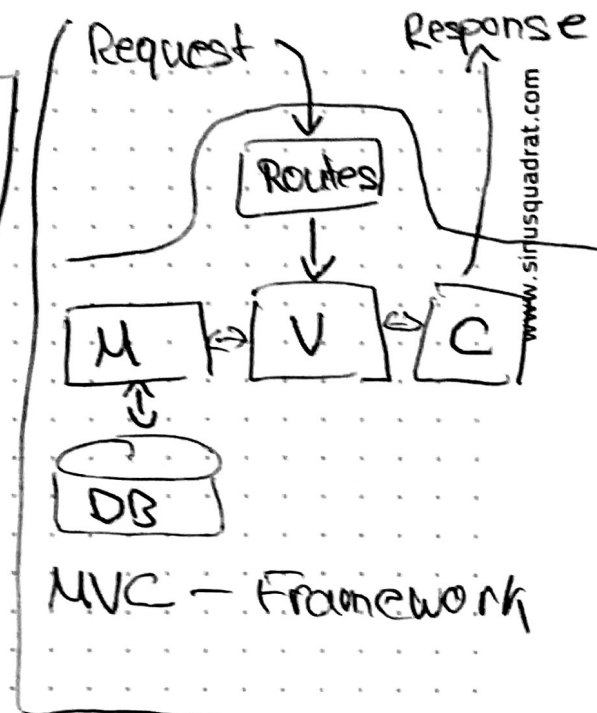 Request
Response
Routes
M
V
C
DB
MVC - Framework
www.sinusquadrat.com